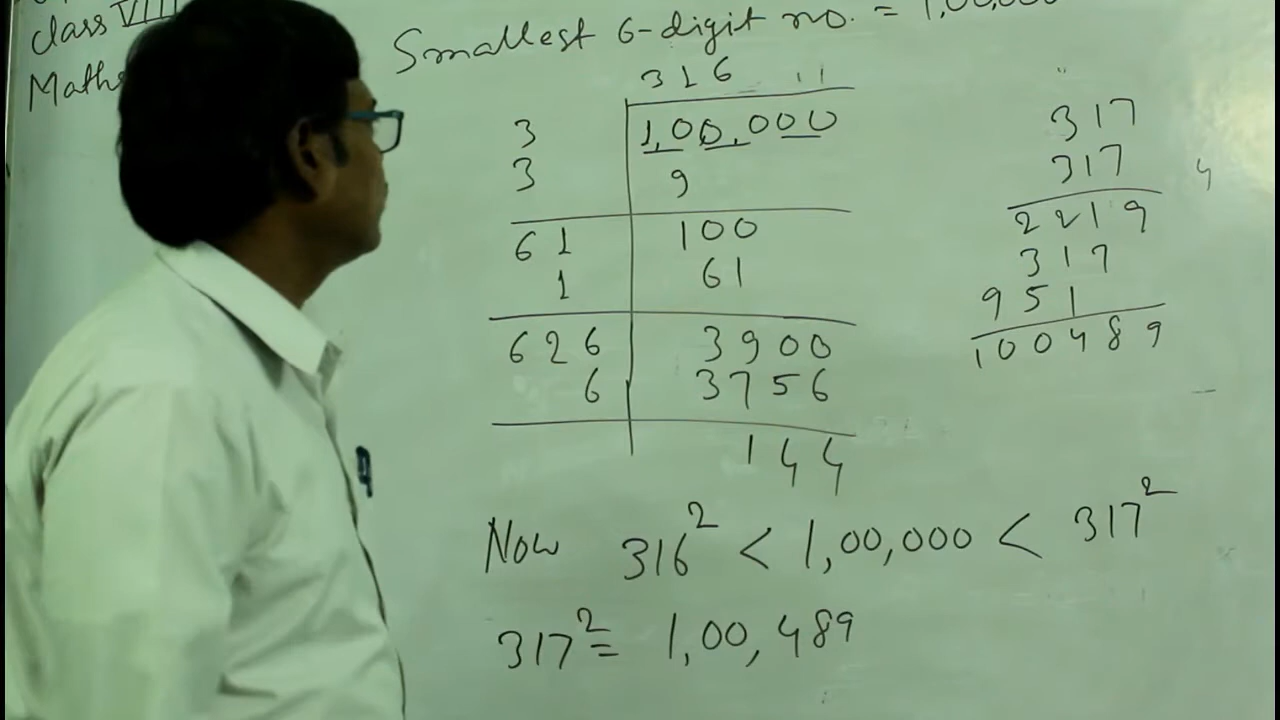 class VIII
Maths
Smallest 6-digit no. = 1,00,000
316
3 1,00,000
3 9
61 100
1 61
626 3900
6 3756
144
317
317
2219
317
951
100489
Now 316² < 1,00,000 < 317²
317² = 1,00,489